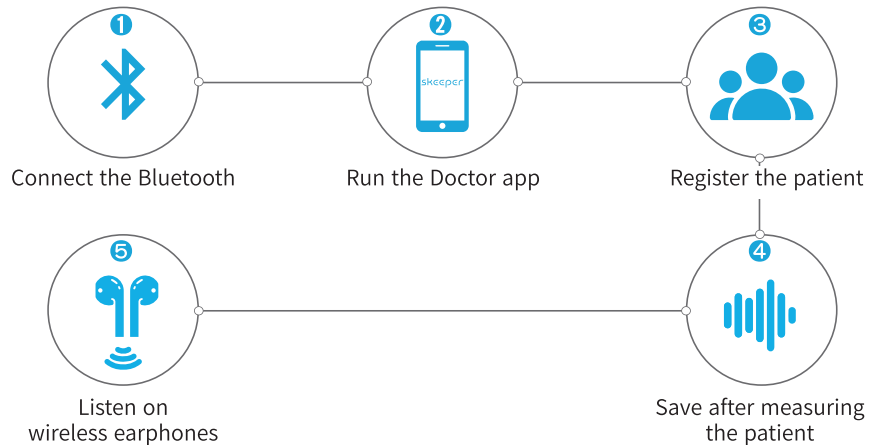 1
Connect the Bluetooth
2
skeeper
Run the Doctor app
3
Register the patient
4
Save after measuring
the patient
5
Listen on
wireless earphones